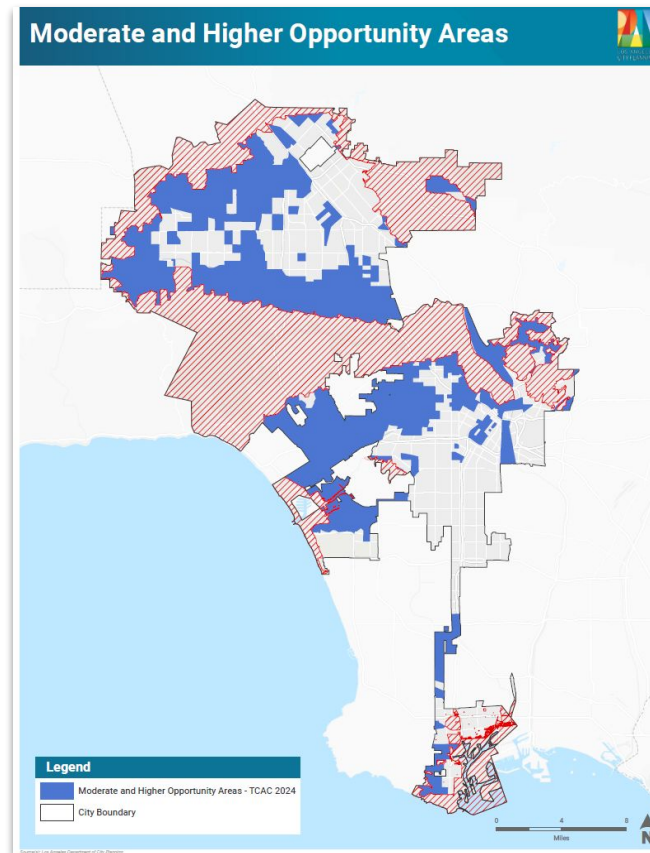 Moderate and Higher Opportunity Areas
Legend
Moderate and Higher Opportunity Areas - TCAC 2024
City Boundary
0 4 8
Miles
N